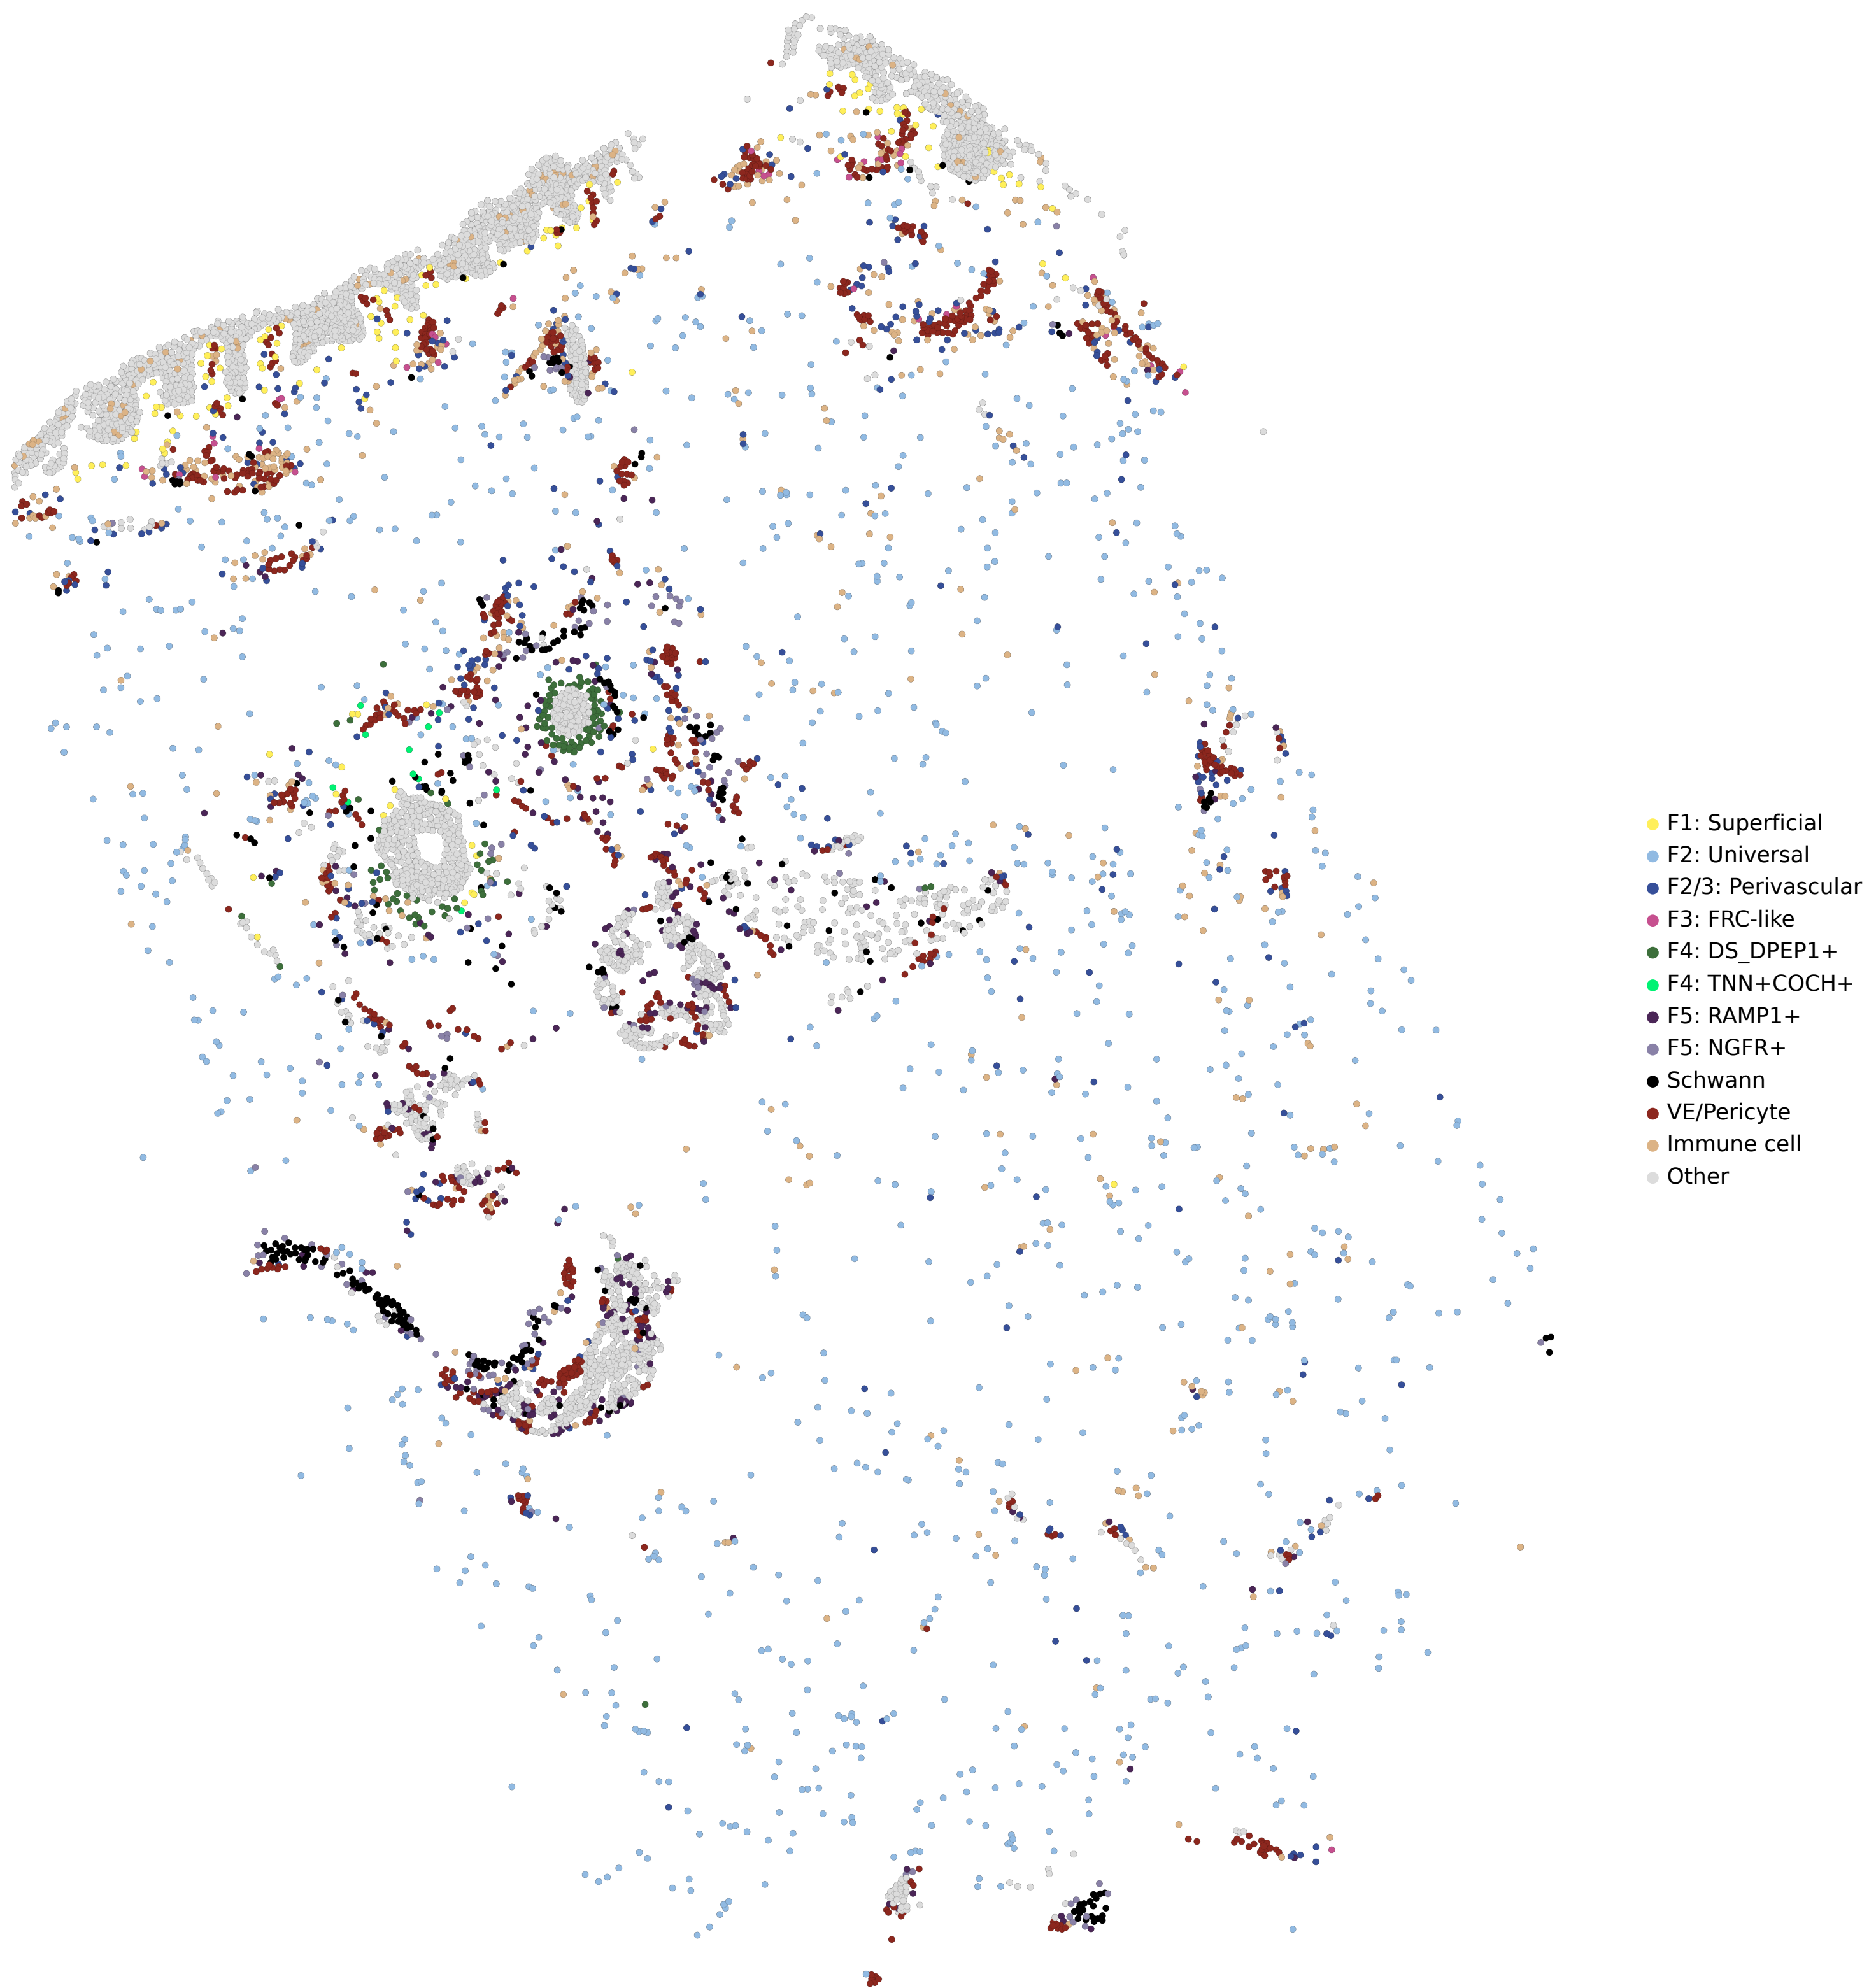 F1: Superficial
F2: Universal
F2/3: Perivascular
F3: FRC-like
F4: DS_DPEP1+
F4: TNN+COCH+
F5: RAMP1+
F5: NGFR+
Schwann
VE/Pericyte
Immune cell
Other